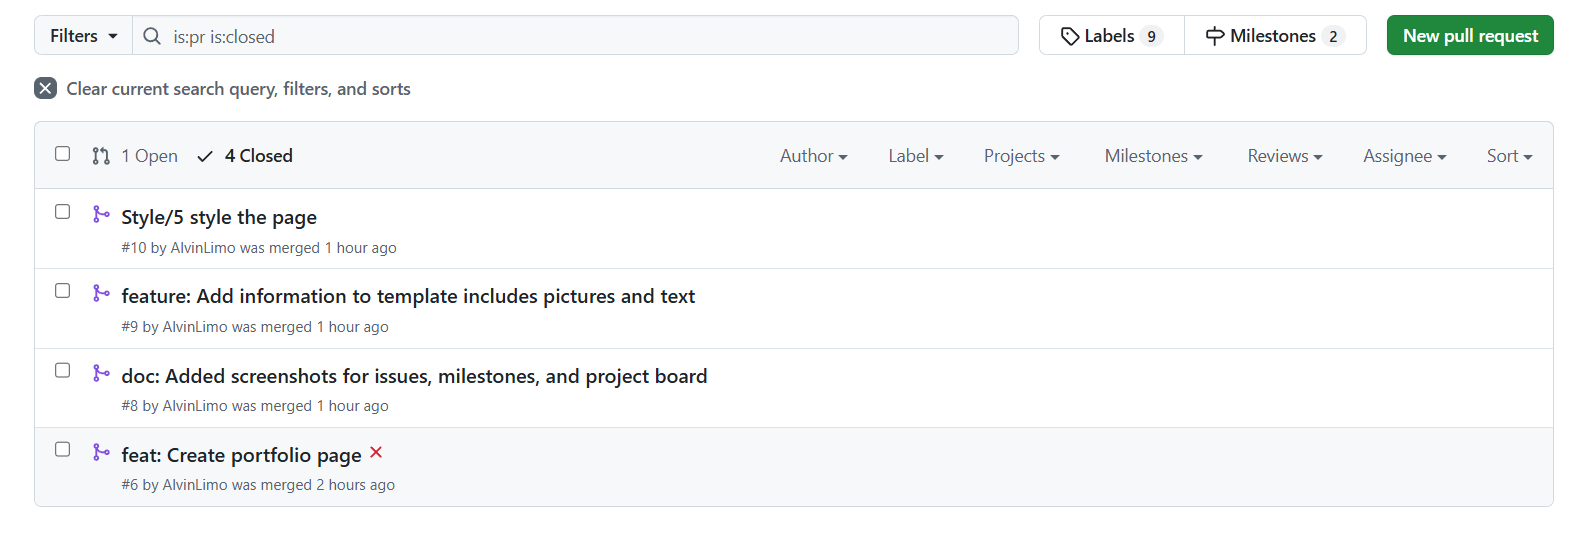 Filters is:pr is:closed Labels 9 Milestones 2 New pull request
Clear current search query, filters, and sorts
1 Open 4 Closed Author Label Projects Milestones Reviews Assignee Sort
Style/5 style the page
#10 by AlvinLimo was merged 1 hour ago
feature: Add information to template includes pictures and text
#9 by AlvinLimo was merged 1 hour ago
doc: Added screenshots for issues, milestones, and project board
#8 by AlvinLimo was merged 1 hour ago
feat: Create portfolio page
#6 by AlvinLimo was merged 2 hours ago